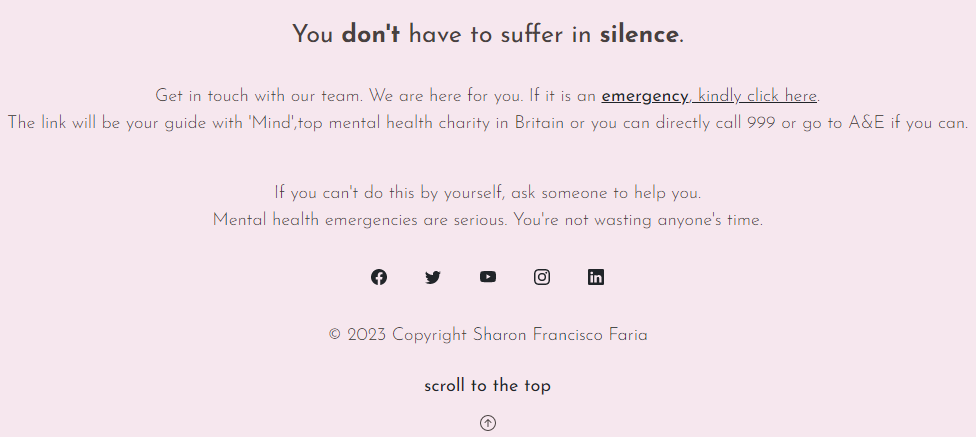 You don't have to suffer in silence.
Get in touch with our team. We are here for you. If it is an emergency, kindly click here.
The link will be your guide with 'Mind',top mental health charity in Britain or you can directly call 999 or go to A&E if you can.
If you can't do this by yourself, ask someone to help you.
Mental health emergencies are serious. You're not wasting anyone's time.
© 2023 Copyright Sharon Francisco Faria
scroll to the top